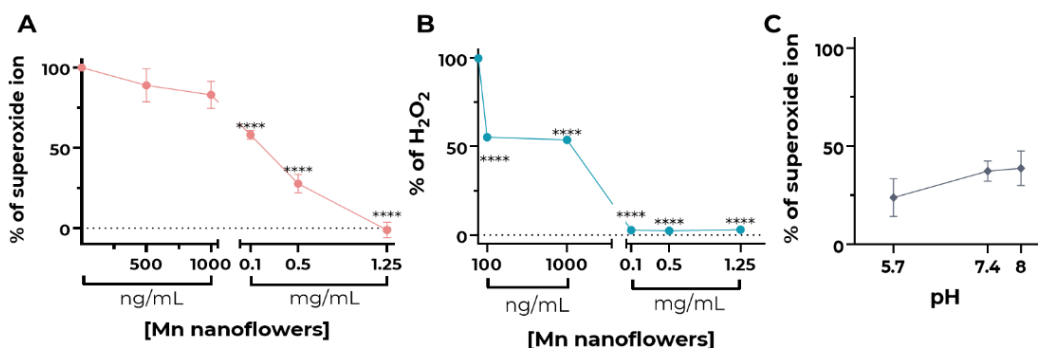 A
% of superoxide ion
100
50
0
****
****
****
500
1000
0.1
0.5
1.25
ng/mL
mg/mL
[Mn nanoflowers]
B
% of H₂O₂
100
50
0
****
****
****
****
****
100
1000
0.1
0.5
1.25
ng/mL
mg/mL
[Mn nanoflowers]
C
% of superoxide ion
100
50
0
5.7
7.4
8
pH